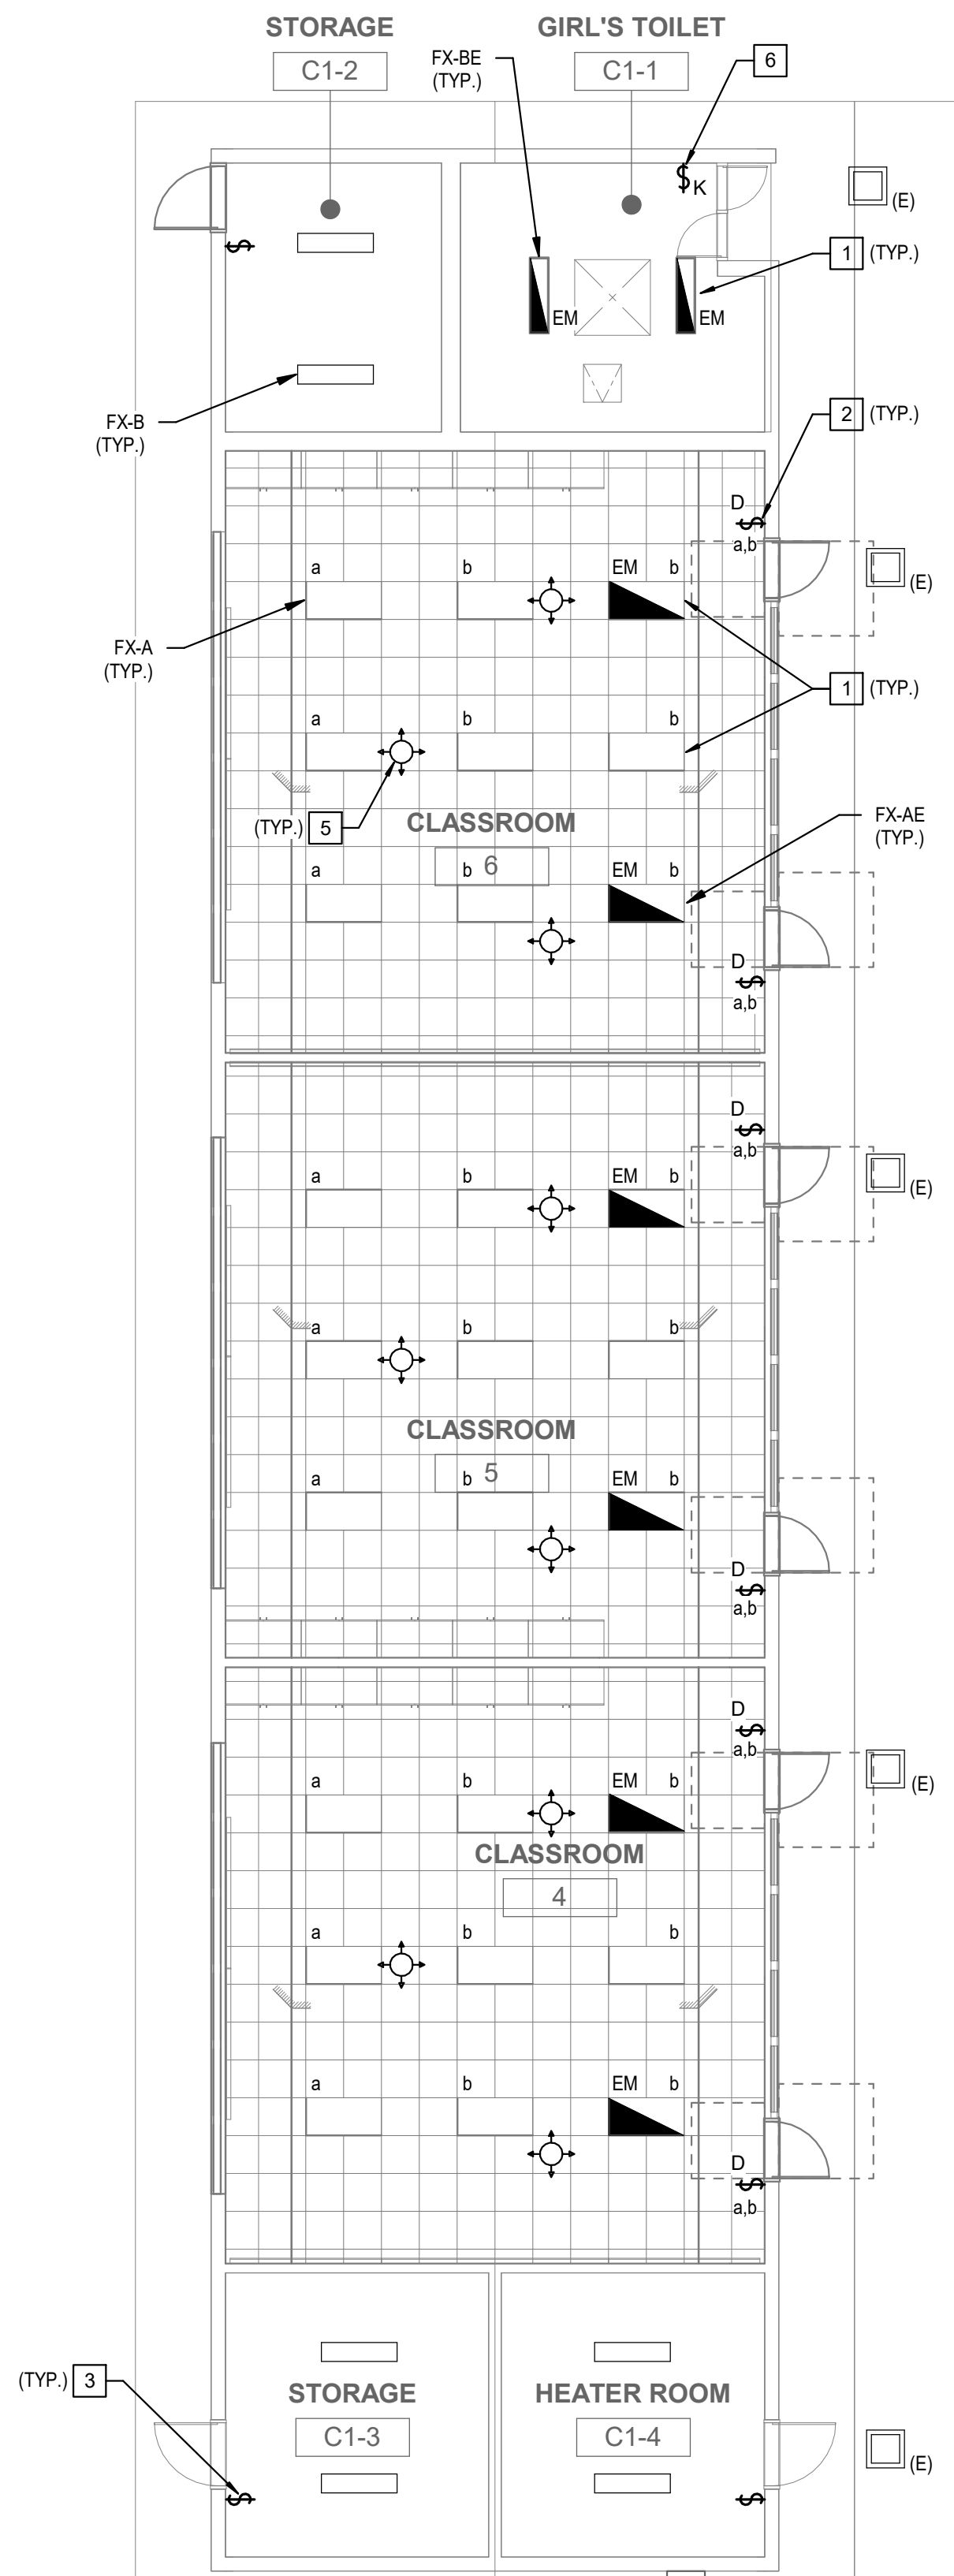 STORAGE
GIRL'S TOILET
C1-2
FX-BE
(TYP.)
C1-1
6
$K
(E)
$
1 (TYP.)
EM
EM
FX-B
(TYP.)
2 (TYP.)
D
$
a,b
a
b
EM b
(E)
FX-A
(TYP.)
1 (TYP.)
a
b
b
(TYP.) 5
CLASSROOM
6
FX-AE
(TYP.)
a
b
EM b
D
$
a,b
D
$
a,b
a
b
EM b
(E)
a
b
b
CLASSROOM
5
a
b
EM b
D
$
a,b
D
$
a,b
a
b
EM b
(E)
CLASSROOM
4
a
b
b
a
b
EM b
D
$
a,b
(TYP.) 3
STORAGE
HEATER ROOM
C1-3
C1-4
(E)
$
$